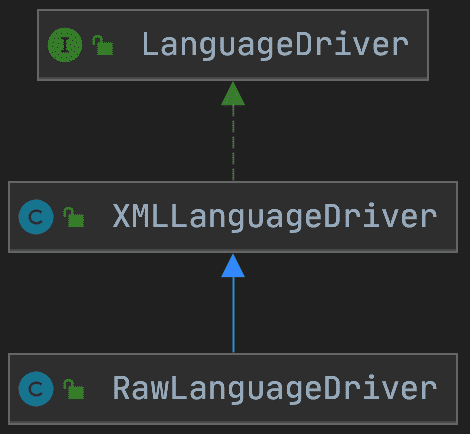 I LanguageDriver
C XMLLanguageDriver
C RawLanguageDriver